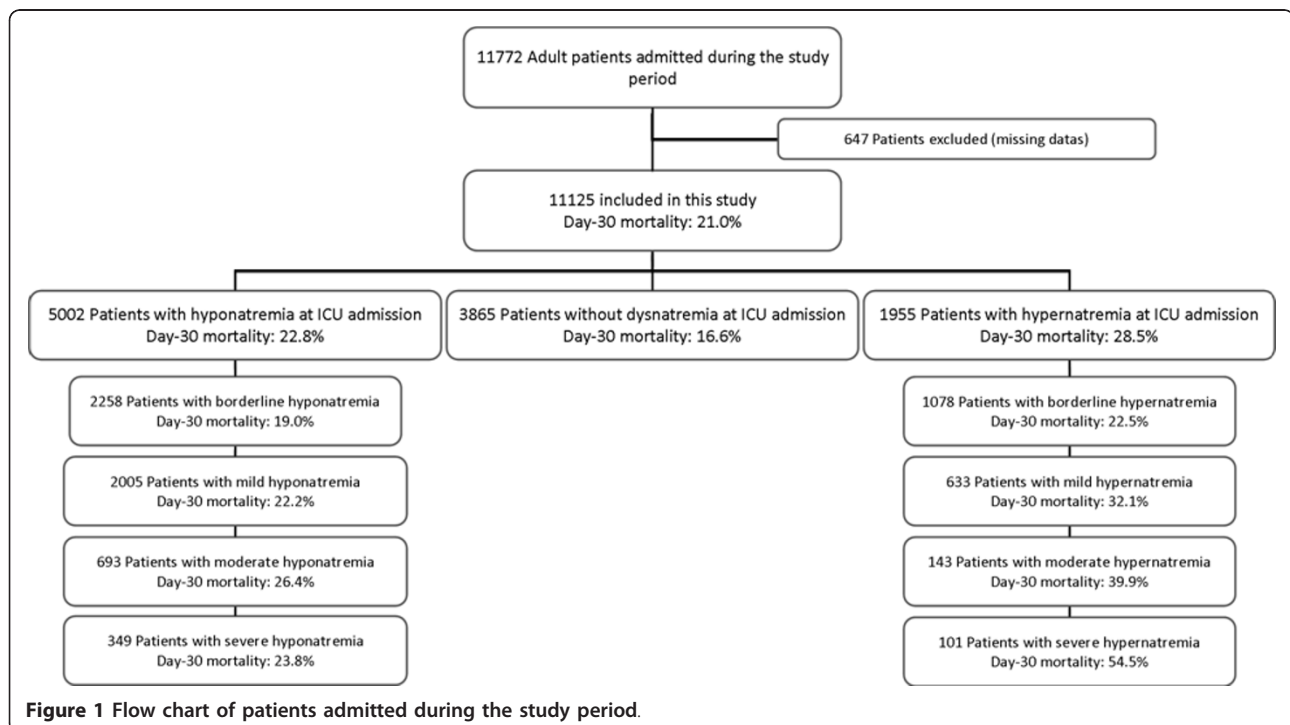 11772 Adult patients admitted during the study
period
647 Patients excluded (missing datas)
11125 included in this study
Day-30 mortality: 21.0%
5002 Patients with hyponatremia at ICU admission
Day-30 mortality: 22.8%
3865 Patients without dysnatremia at ICU admission
Day-30 mortality: 16.6%
1955 Patients with hypernatremia at ICU admission
Day-30 mortality: 28.5%
2258 Patients with borderline hyponatremia
Day-30 mortality: 19.0%
2005 Patients with mild hyponatremia
Day-30 mortality: 22.2%
693 Patients with moderate hyponatremia
Day-30 mortality: 26.4%
349 Patients with severe hyponatremia
Day-30 mortality: 23.8%
1078 Patients with borderline hypernatremia
Day-30 mortality: 22.5%
633 Patients with mild hypernatremia
Day-30 mortality: 32.1%
143 Patients with moderate hypernatremia
Day-30 mortality: 39.9%
101 Patients with severe hypernatremia
Day-30 mortality: 54.5%
Figure 1 Flow chart of patients admitted during the study period.